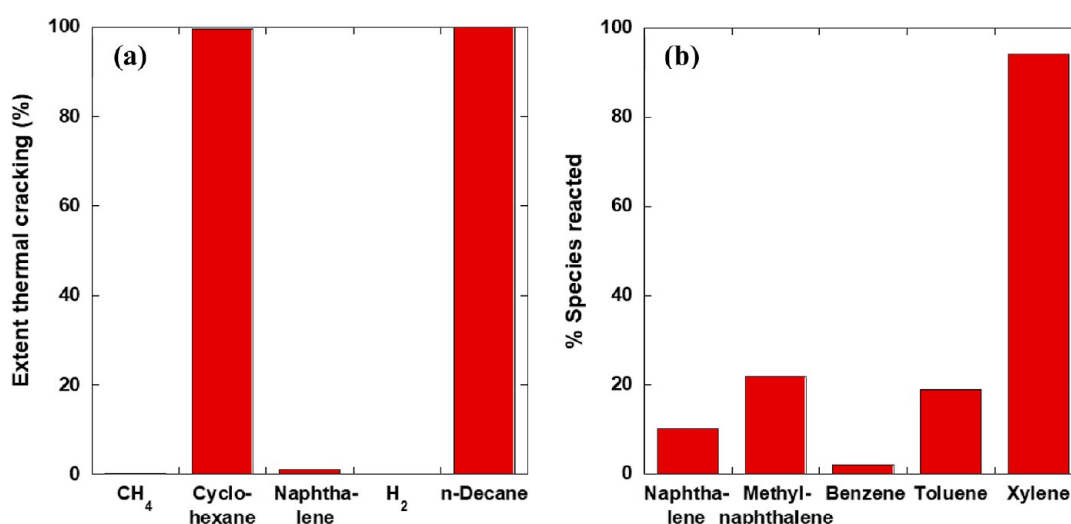 (a)
Extent thermal cracking (%)
100
80
60
40
20
0
CH4
Cyclo-
hexane
Naphtha-
lene
H2
n-Decane
(b)
% Species reacted
100
80
60
40
20
0
Naphtha-
lene
Methyl-
naphthalene
Benzene
Toluene
Xylene